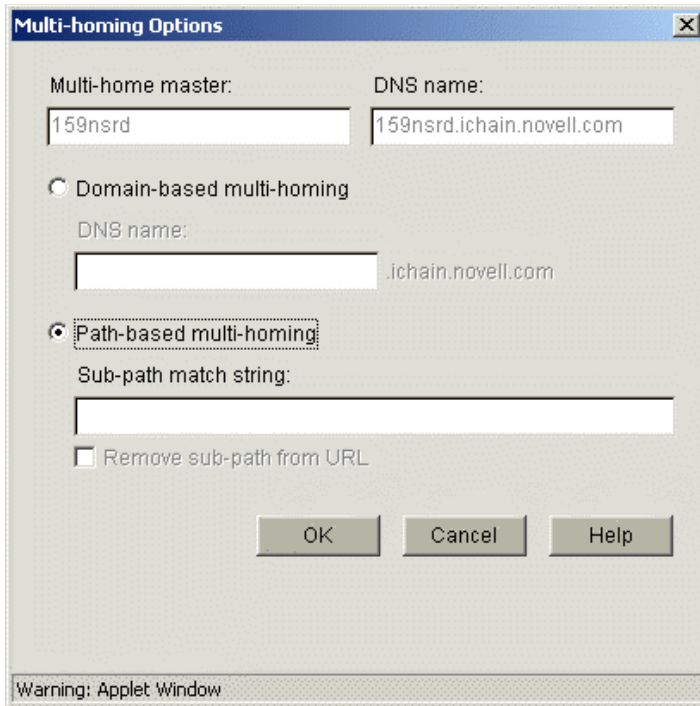 Multi-homing Options
Multi-home master: DNS name:
159nsrd 159nsrd.ichain.novell.com
Domain-based multi-homing
DNS name:
.ichain.novell.com
Path-based multi-homing
Sub-path match string:
Remove sub-path from URL
OK Cancel Help
Warning: Applet Window